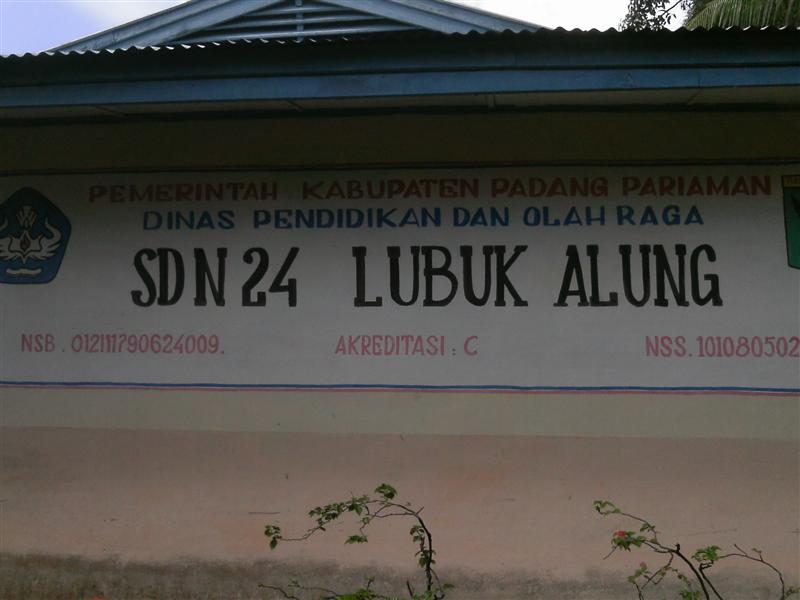 PEMERINTAH KABUPATEN PADANG PARIAMAN
DINAS PENDIDIKAN DAN OLAH RAGA
SDN 24 LUBUK ALUNG
NSB . 012111790624009. AKREDITASI : C NSS. 101080502